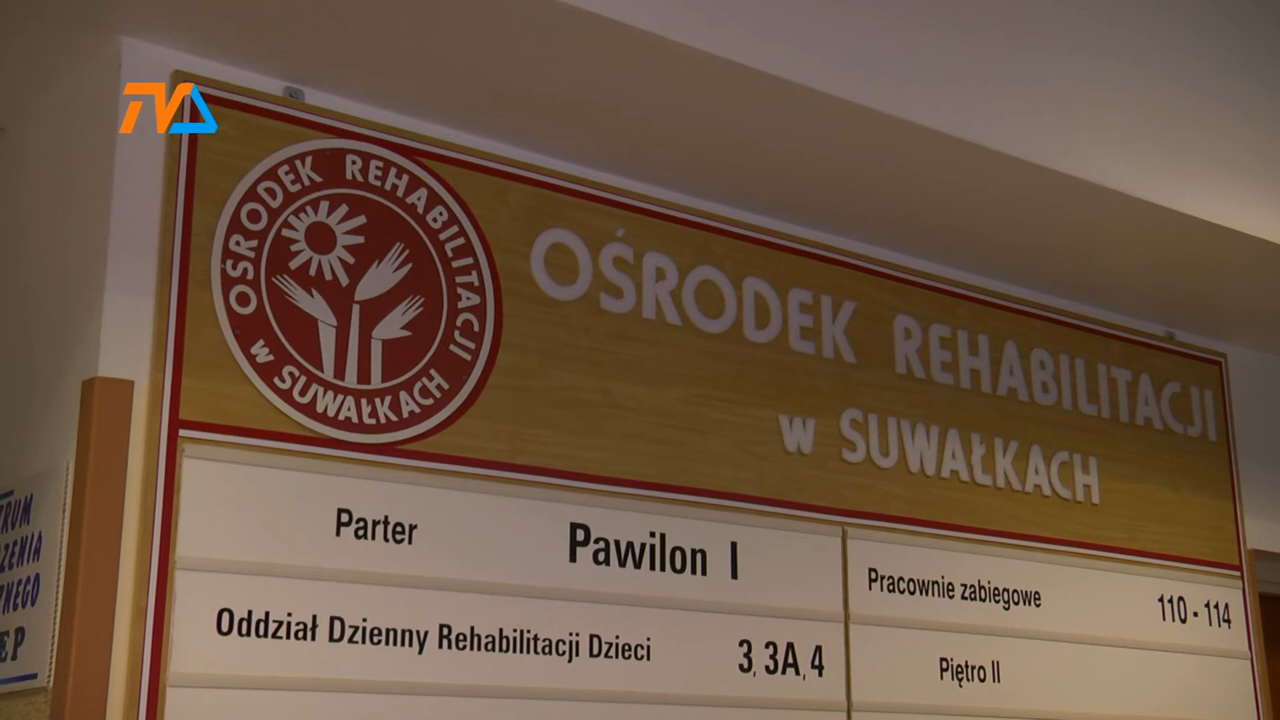 TVA
OŚRODEK REHABILITACJI
w SUWAŁKACH
OŚRODEK REHABILITACJI
w SUWAŁKACH
Parter Pawilon I
Oddział Dzienny Rehabilitacji Dzieci 3, 3A, 4
Pracownie zabiegowe 110 - 114
Piętro II